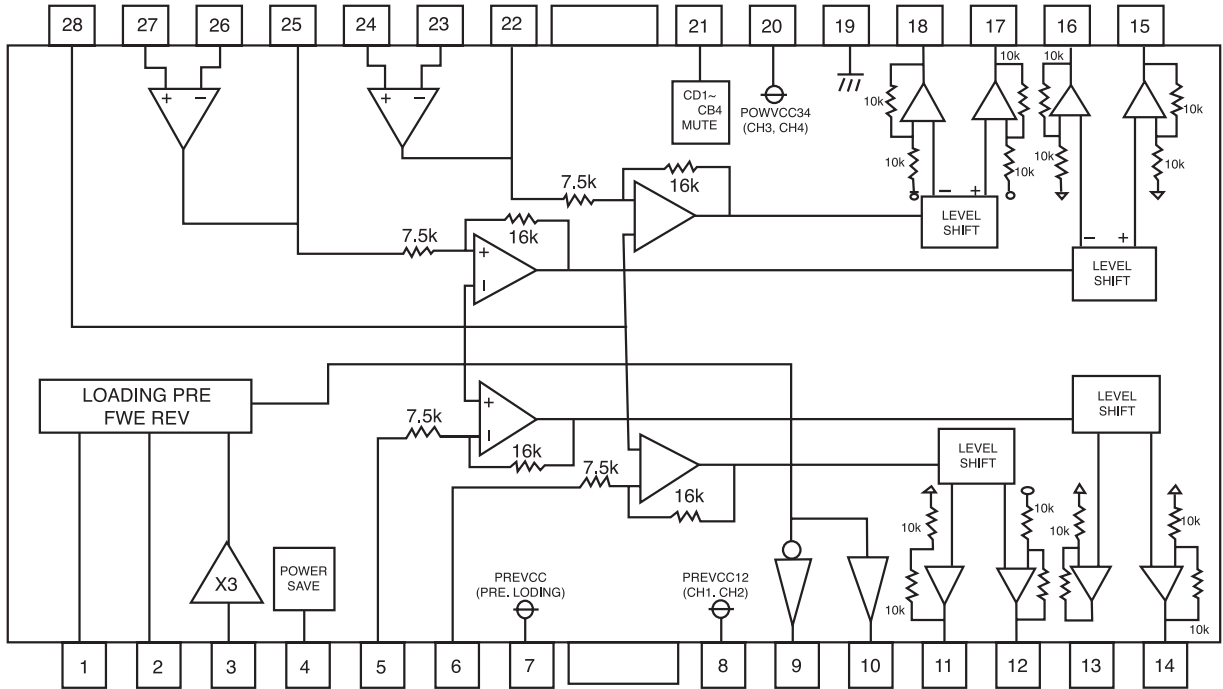 28 27 26 25 24 23 22 21 20 19 18 17 16 15
+ − + −
CD1~
CB4
MUTE
POWVCC34
(CH3, CH4)
10k 10k
10k 10k 10k
10k 10k 10k 10k
7.5k 16k
− +
LEVEL
SHIFT
7.5k 16k
+
I
− +
LEVEL
SHIFT
LOADING PRE
FWE REV
7.5k
+
I
16k
LEVEL
SHIFT
7.5k
16k
LEVEL
SHIFT
10k 10k 10k 10k
X3
POWER
SAVE
PREVCC
(PRE. LODING)
PREVCC12
(CH1. CH2)
10k 10k
1 2 3 4 5 6 7 8 9 10 11 12 13 14